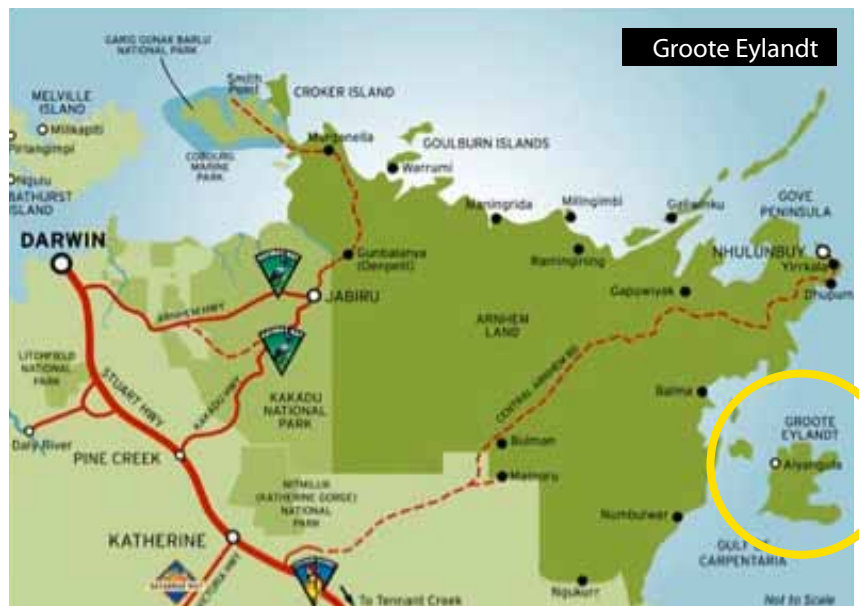 Groote Eylandt
GARIG GUNAK BARLU
NATIONAL PARK
Smith
Point
CROKER ISLAND
MELVILLE
ISLAND
Milikapiti
Pirlangimpi
Nguiu
BATHURST
ISLAND
COBOURG
MARINE
PARK
Murgenella
GOULBURN ISLANDS
Warruwi
Maningrida
Milingimbi
Galiwinku
GOVE
PENINSULA
DARWIN
Gunbalanya
(Oenpelli)
Ramingining
NHULUNBUY
Yirrkala
Dhupuma
Gapuwiyak
JABIRU
ARNHEM HWY
ARNHEM
LAND
LITCHFIELD
NATIONAL
PARK
STUART HWY
KAKADU HWY
KAKADU
NATIONAL
PARK
CENTRAL ARNHEM RD
Balma
GROOTE
EYLANDT
Alyangula
Daly River
PINE CREEK
Bulman
Mainoru
NITMILUK
(KATHERINE GORGE)
NATIONAL
PARK
Numbulwar
KATHERINE
GULF OF
CARPENTARIA
VICTORIA HWY
To Tennant Creek
Ngukurr
Not to Scale